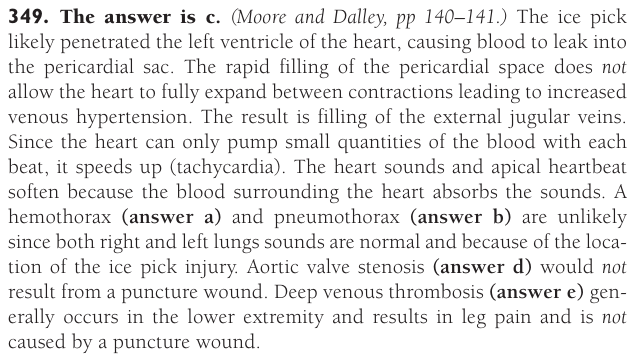 349. The answer is c. (Moore and Dalley, pp 140–141.) The ice pick
likely penetrated the left ventricle of the heart, causing blood to leak into
the pericardial sac. The rapid filling of the pericardial space does not
allow the heart to fully expand between contractions leading to increased
venous hypertension. The result is filling of the external jugular veins.
Since the heart can only pump small quantities of the blood with each
beat, it speeds up (tachycardia). The heart sounds and apical heartbeat
soften because the blood surrounding the heart absorbs the sounds. A
hemothorax (answer a) and pneumothorax (answer b) are unlikely
since both right and left lungs sounds are normal and because of the loca-
tion of the ice pick injury. Aortic valve stenosis (answer d) would not
result from a puncture wound. Deep venous thrombosis (answer e) gen-
erally occurs in the lower extremity and results in leg pain and is not
caused by a puncture wound.